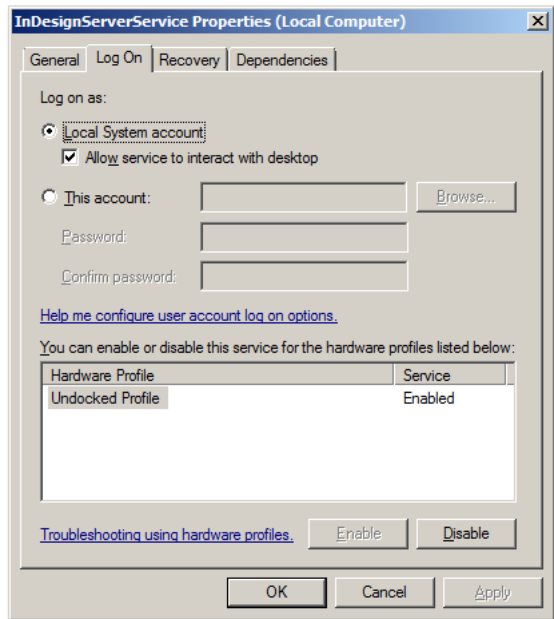 InDesignServerService Properties (Local Computer)
General Log On Recovery Dependencies
Log on as:
Local System account
Allow service to interact with desktop
This account: Browse...
Password:
Confirm password:
Help me configure user account log on options.
You can enable or disable this service for the hardware profiles listed below:
Hardware Profile Service
Undocked Profile Enabled
Troubleshooting using hardware profiles. Enable Disable
OK Cancel Apply